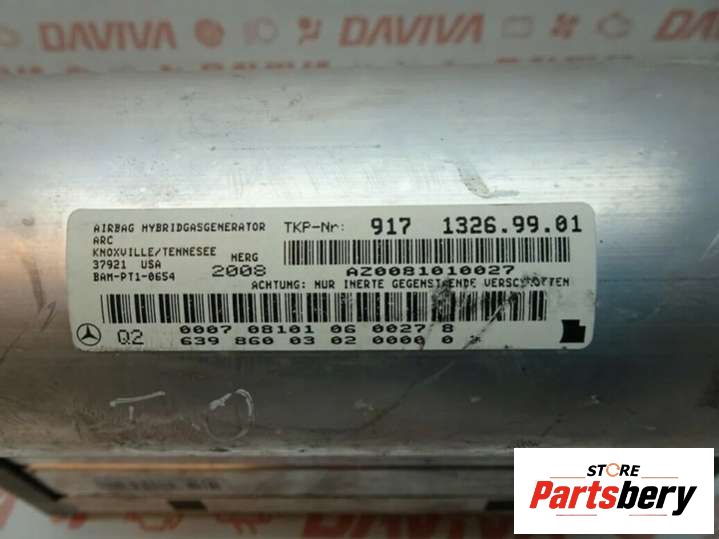 DAVIVA DAVIVA
AIRBAG HYBRIDGASGENERATOR
ARC
KNOXVILLE/TENNESEE
37921 USA
BAM-PT1-0654
HERG
2008
TKP-Nr: 917 1326.99.01
AZ0081010027
ACHTUNG: NUR INERTE GEGENSTAENDE VERSCHROTTEN
Q2
0007 08101 06 0027 8
639 860 03 02 0000 0 *
I O
STORE
Partsbery
DAVIVA